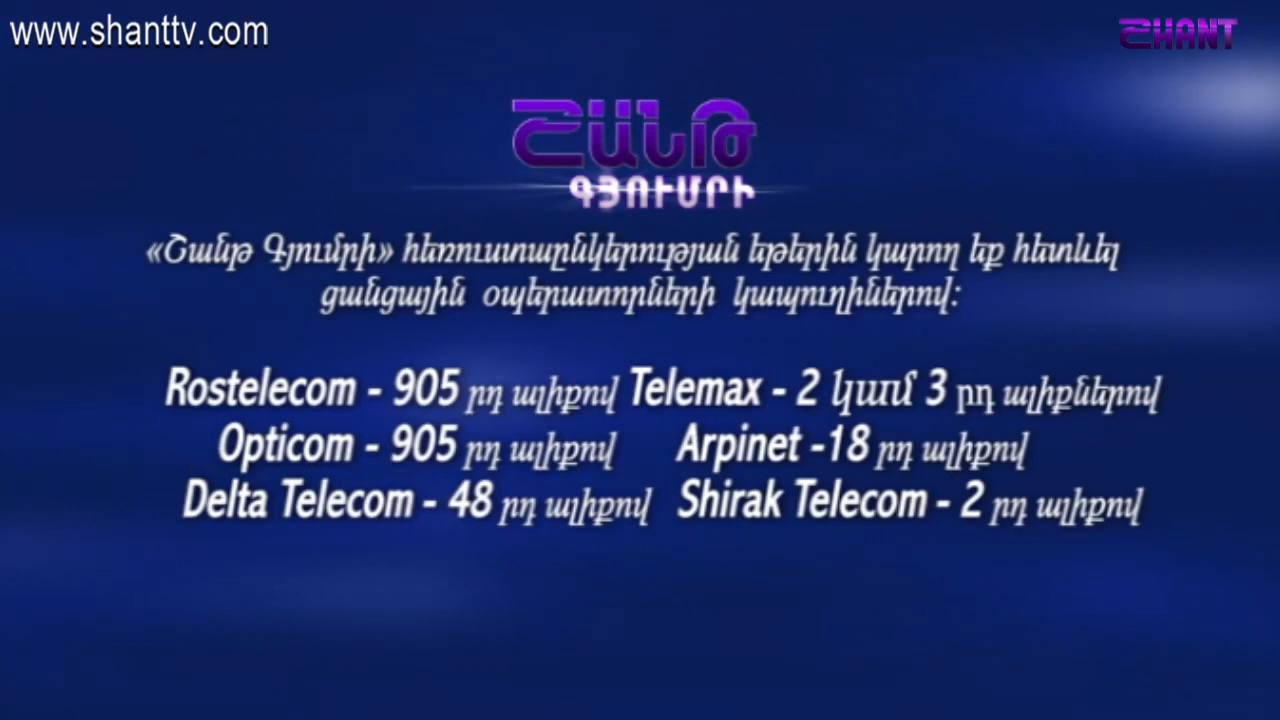 www.shanttv.com
SHANT
ՇԱՆԹ
ԳՅՈՒՄՐԻ
«Շանթ Գյումրի» հեռուստաընկերության եթերին կարող եք հետևել
ցանցային օպերատորների կապուղիներով:
Rostelecom - 905 րդ ալիքով Telemax - 2 կամ 3 րդ ալիքներով
Opticom - 905 րդ ալիքով Arpinet -18 րդ ալիքով
Delta Telecom - 48 րդ ալիքով Shirak Telecom - 2 րդ ալիքով